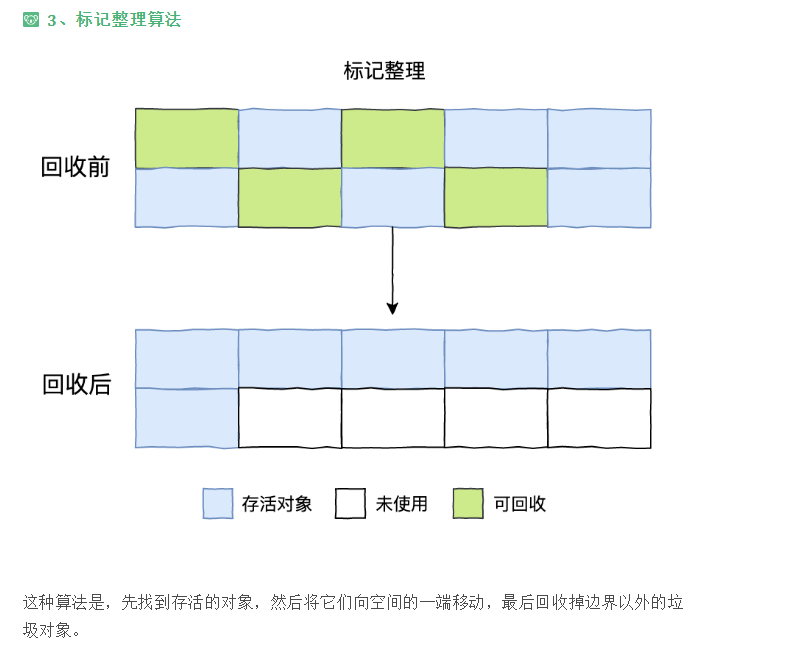 3、标记整理算法
标记整理
回收前
回收后
存活对象 未使用 可回收
这种算法是，先找到存活的对象，然后将它们向空间的一端移动，最后回收掉边界以外的垃
圾对象。